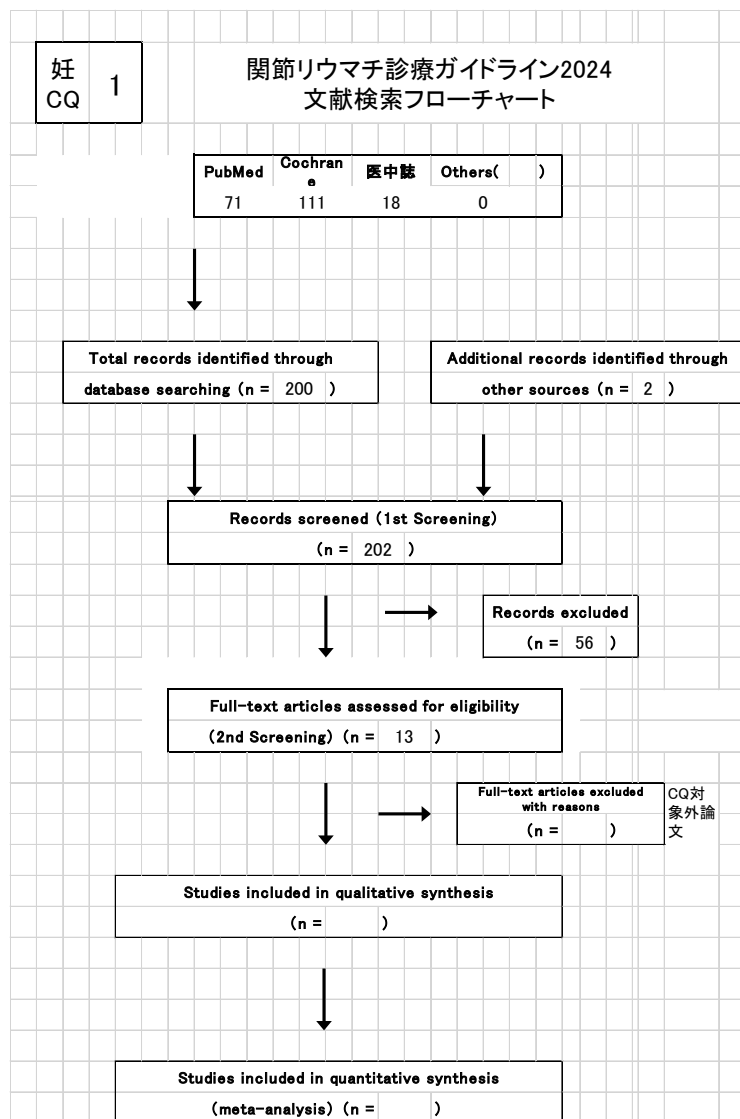 妊
CQ
1
関節リウマチ診療ガイドライン2024
文献検索フローチャート
PubMed Cochran
e 医中誌 Others( )
71 111 18 0
Total records identified through
database searching (n = 200 )
Additional records identified through
other sources (n = 2 )
Records screened (1st Screening)
(n = 202 )
Records excluded
(n = 56 )
Full-text articles assessed for eligibility
(2nd Screening) (n = 13 )
Full-text articles excluded
with reasons
(n = )
CQ対
象外論
文
Studies included in qualitative synthesis
(n = )
Studies included in quantitative synthesis
(meta-analysis) (n = )